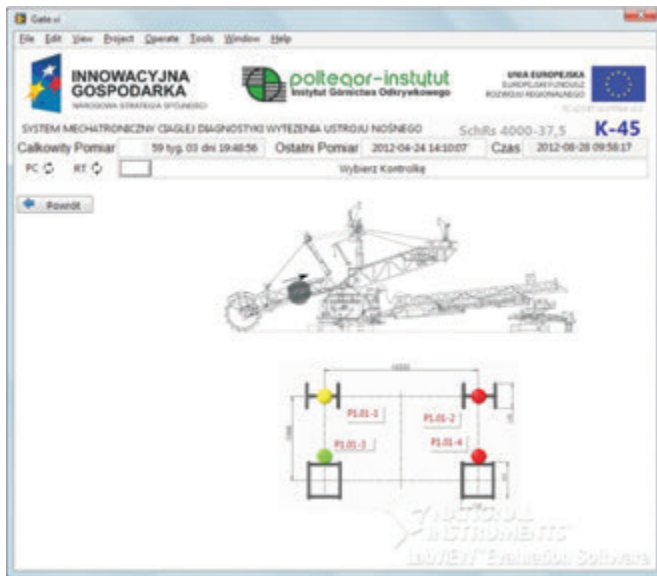 Gate.vi
File Edit View Project Operate Tools Window Help
INNOWACYJNA
GOSPODARKA
NARODOWA STRATEGIA SPÓJNOŚCI
poltegor-instytut
Instytut Górnictwa Odkrywkowego
UNIA EUROPEJSKA
EUROPEJSKI FUNDUSZ
ROZWOJU REGIONALNEGO
SYSTEM MECHATRONICZNY CIĄGŁEJ DIAGNOSTYKI WYTĘŻENIA USTROJU NOŚNEGO
SchRs 4000-37,5 K-45
Całkowity Pomiar 59 tyg. 03 dni 19:48:56 Ostatni Pomiar 2012-04-24 14:10:07 Czas 2012-08-28 09:56:17
PC RT Wybierz Kontrolkę
Powrót
P1.01-1
P1.01-2
P1.01-3
P1.01-4
NATIONAL
INSTRUMENTS
LabVIEW Evaluation Software